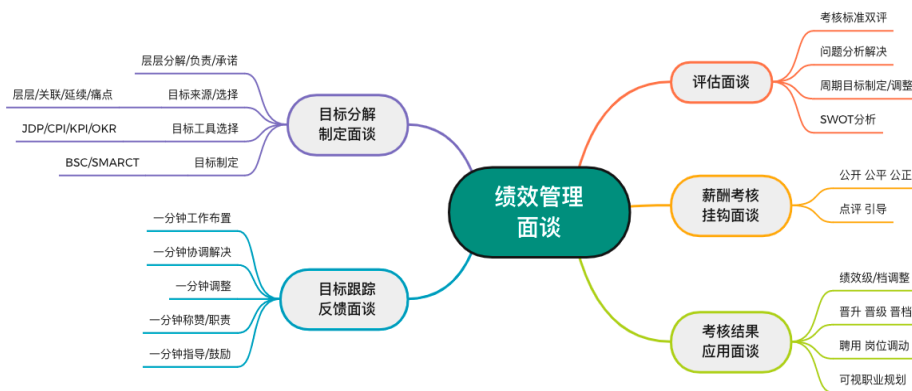 绩效管理
面谈
目标分解
制定面谈
层层分解/负责/承诺
层层/关联/延续/痛点
目标来源/选择
JDP/CPI/KPI/OKR
目标工具选择
BSC/SMARCT
目标制定
目标跟踪
反馈面谈
一分钟工作布置
一分钟协调解决
一分钟调整
一分钟称赞/职责
一分钟指导/鼓励
评估面谈
考核标准双评
问题分析解决
周期目标制定/调整
SWOT分析
薪酬考核
挂钩面谈
公开 公平 公正
点评 引导
考核结果
应用面谈
绩效级/档调整
晋升 晋级 晋档
聘用 岗位调动
可视职业规划